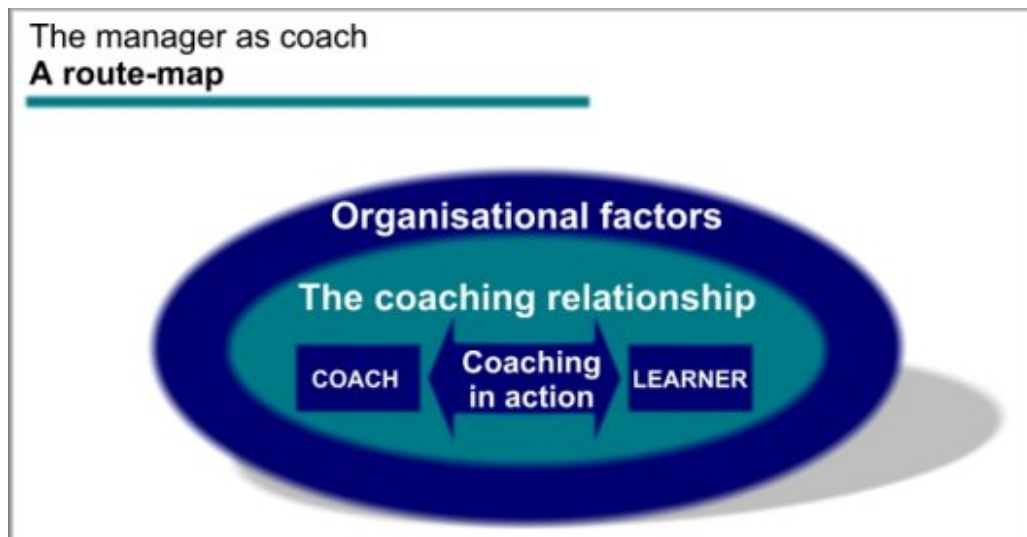 The manager as coach
A route-map
Organisational factors
The coaching relationship
COACH
Coaching
in action
LEARNER